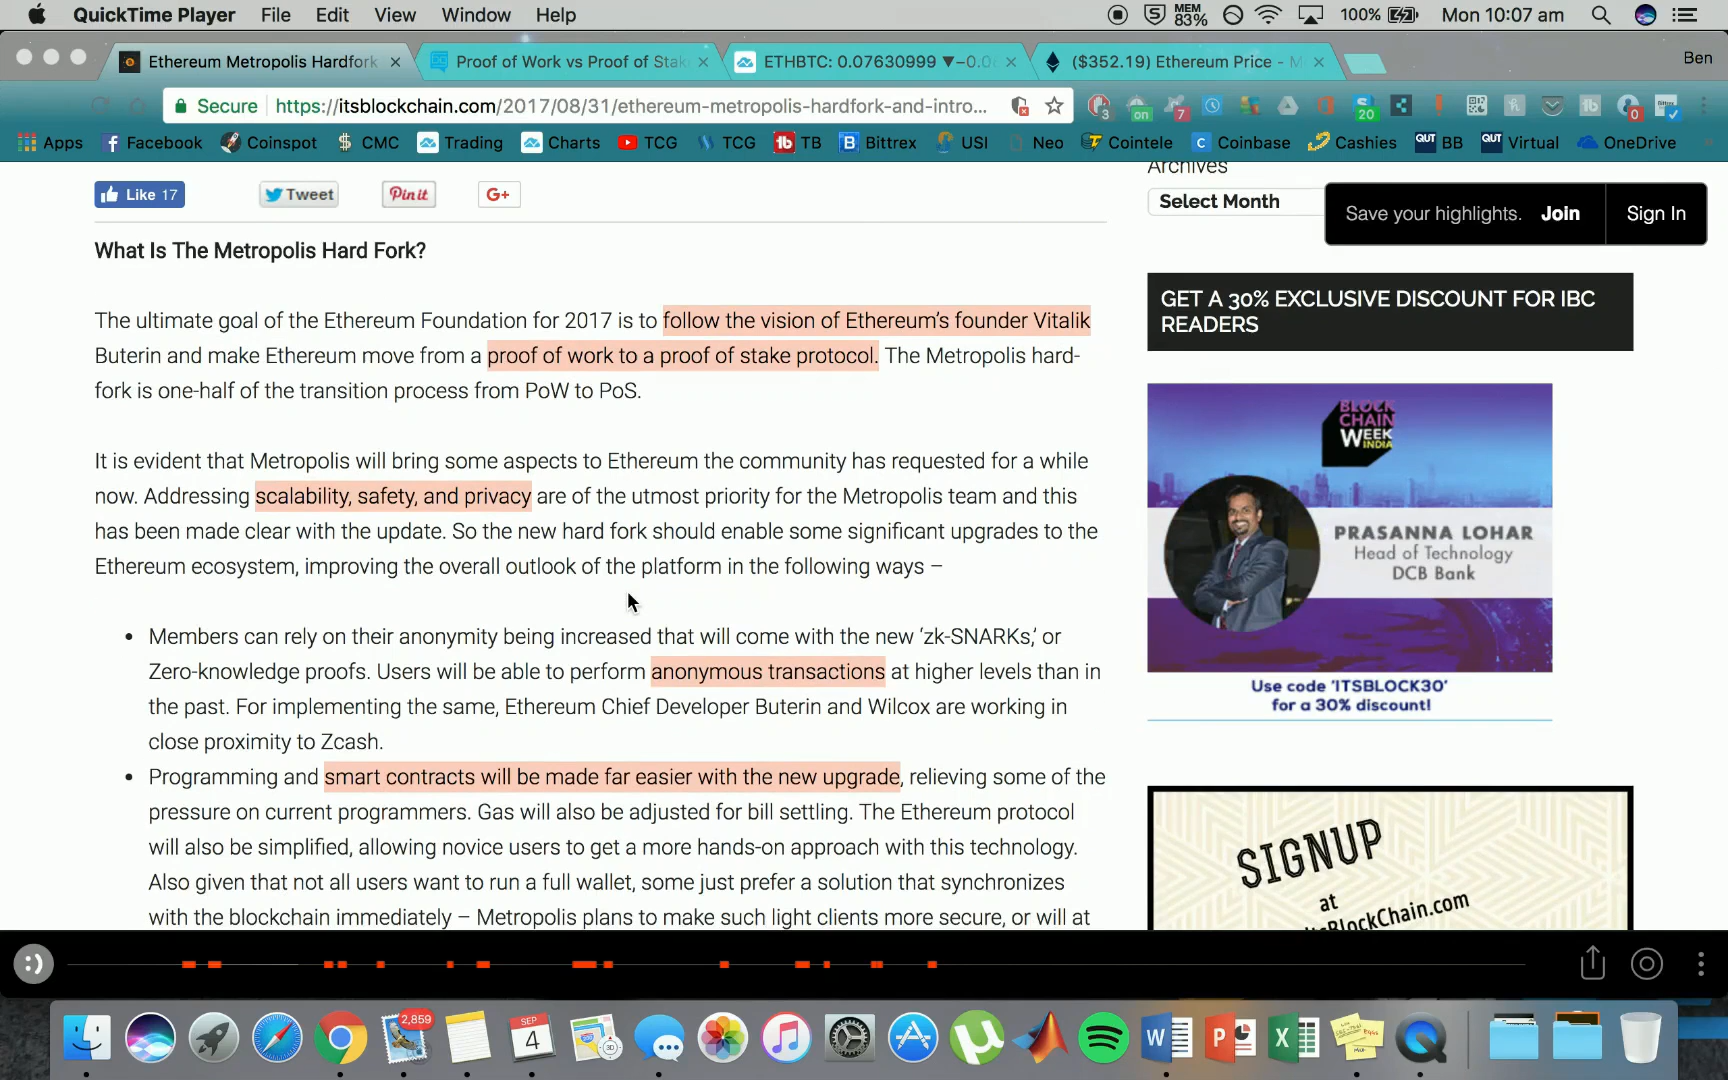 QuickTime Player File Edit View Window Help MEM 83% 100% Mon 10:07 am
Ethereum Metropolis Hardfork Proof of Work vs Proof of Stak ETHBTC: 0.07630999 ▼−0.0 ($352.19) Ethereum Price - M Ben
Secure https://itsblockchain.com/2017/08/31/ethereum-metropolis-hardfork-and-intro... 3 on 7 20 0
Apps Facebook Coinspot CMC Trading Charts TCG TCG TB Bittrex USI Neo Cointele Coinbase Cashies QUT BB QUT Virtual OneDrive
Like 17 Tweet Pin it G+
Archives
Select Month
Save your highlights. Join Sign In
What Is The Metropolis Hard Fork?
The ultimate goal of the Ethereum Foundation for 2017 is to follow the vision of Ethereum's founder Vitalik
Buterin and make Ethereum move from a proof of work to a proof of stake protocol. The Metropolis hard-
fork is one-half of the transition process from PoW to PoS.
It is evident that Metropolis will bring some aspects to Ethereum the community has requested for a while
now. Addressing scalability, safety, and privacy are of the utmost priority for the Metropolis team and this
has been made clear with the update. So the new hard fork should enable some significant upgrades to the
Ethereum ecosystem, improving the overall outlook of the platform in the following ways –
• Members can rely on their anonymity being increased that will come with the new 'zk-SNARKs,' or
Zero-knowledge proofs. Users will be able to perform anonymous transactions at higher levels than in
the past. For implementing the same, Ethereum Chief Developer Buterin and Wilcox are working in
close proximity to Zcash.
• Programming and smart contracts will be made far easier with the new upgrade, relieving some of the
pressure on current programmers. Gas will also be adjusted for bill settling. The Ethereum protocol
will also be simplified, allowing novice users to get a more hands-on approach with this technology.
Also given that not all users want to run a full wallet, some just prefer a solution that synchronizes
with the blockchain immediately – Metropolis plans to make such light clients more secure, or will at
GET A 30% EXCLUSIVE DISCOUNT FOR IBC
READERS
BLOCK
CHAIN
WEEK
INDIA
PRASANNA LOHAR
Head of Technology
DCB Bank
Use code 'ITSBLOCK30'
for a 30% discount!
SIGNUP
at
ItsBlockChain.com
:)
2,859
SEP
4